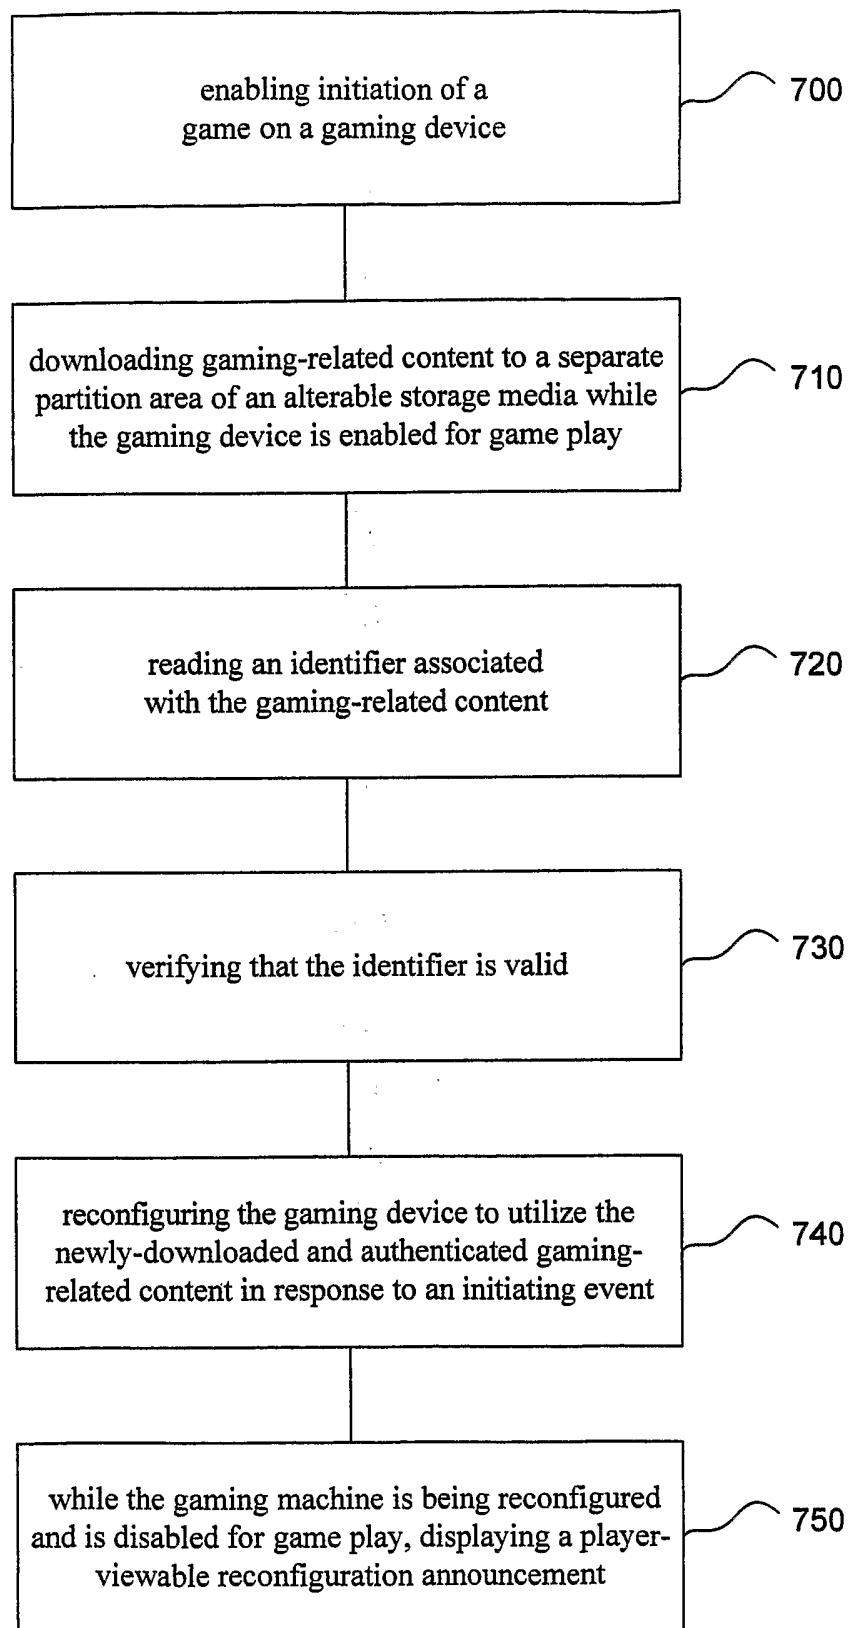 enabling initiation of a
game on a gaming device
700
downloading gaming-related content to a separate
partition area of an alterable storage media while
the gaming device is enabled for game play
710
reading an identifier associated
with the gaming-related content
720
verifying that the identifier is valid
730
reconfiguring the gaming device to utilize the
newly-downloaded and authenticated gaming-
related content in response to an initiating event
740
while the gaming machine is being reconfigured
and is disabled for game play, displaying a player-
viewable reconfiguration announcement
750